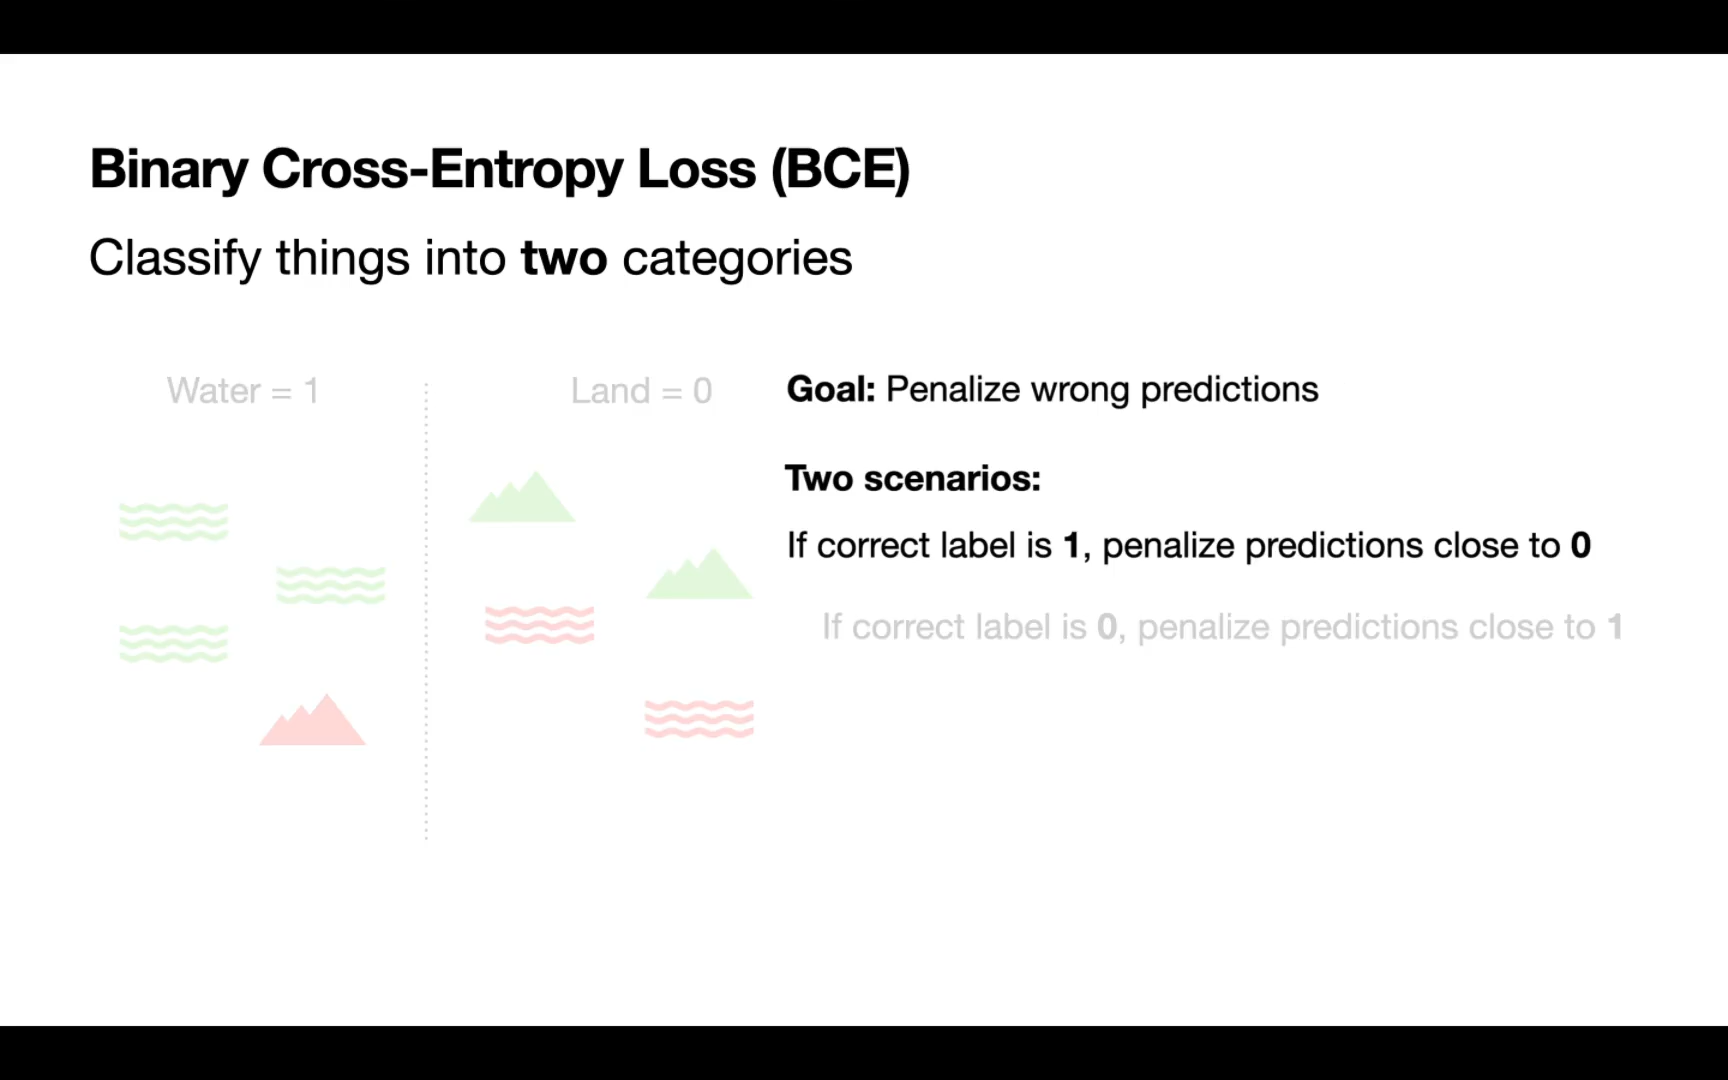 Binary Cross-Entropy Loss (BCE)
Classify things into two categories
Water = 1
Land = 0
Goal: Penalize wrong predictions
Two scenarios:
If correct label is 1, penalize predictions close to 0
If correct label is 0, penalize predictions close to 1